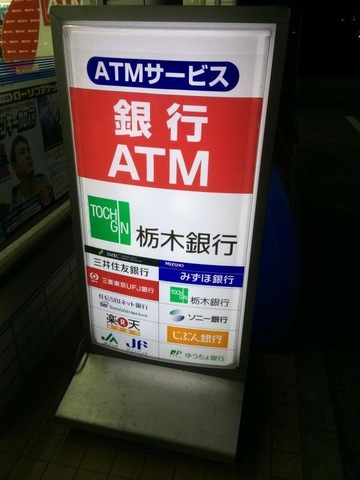 ATMサービス
銀行
ATM
TOCHGIN 栃木銀行
SMBC
三井住友銀行
MIZUHO
みずほ銀行
三菱東京UFJ銀行
栃木銀行
住信SBIネット銀行
ソニー銀行
楽天
じぶん銀行
JA
JF
ゆうちょ銀行